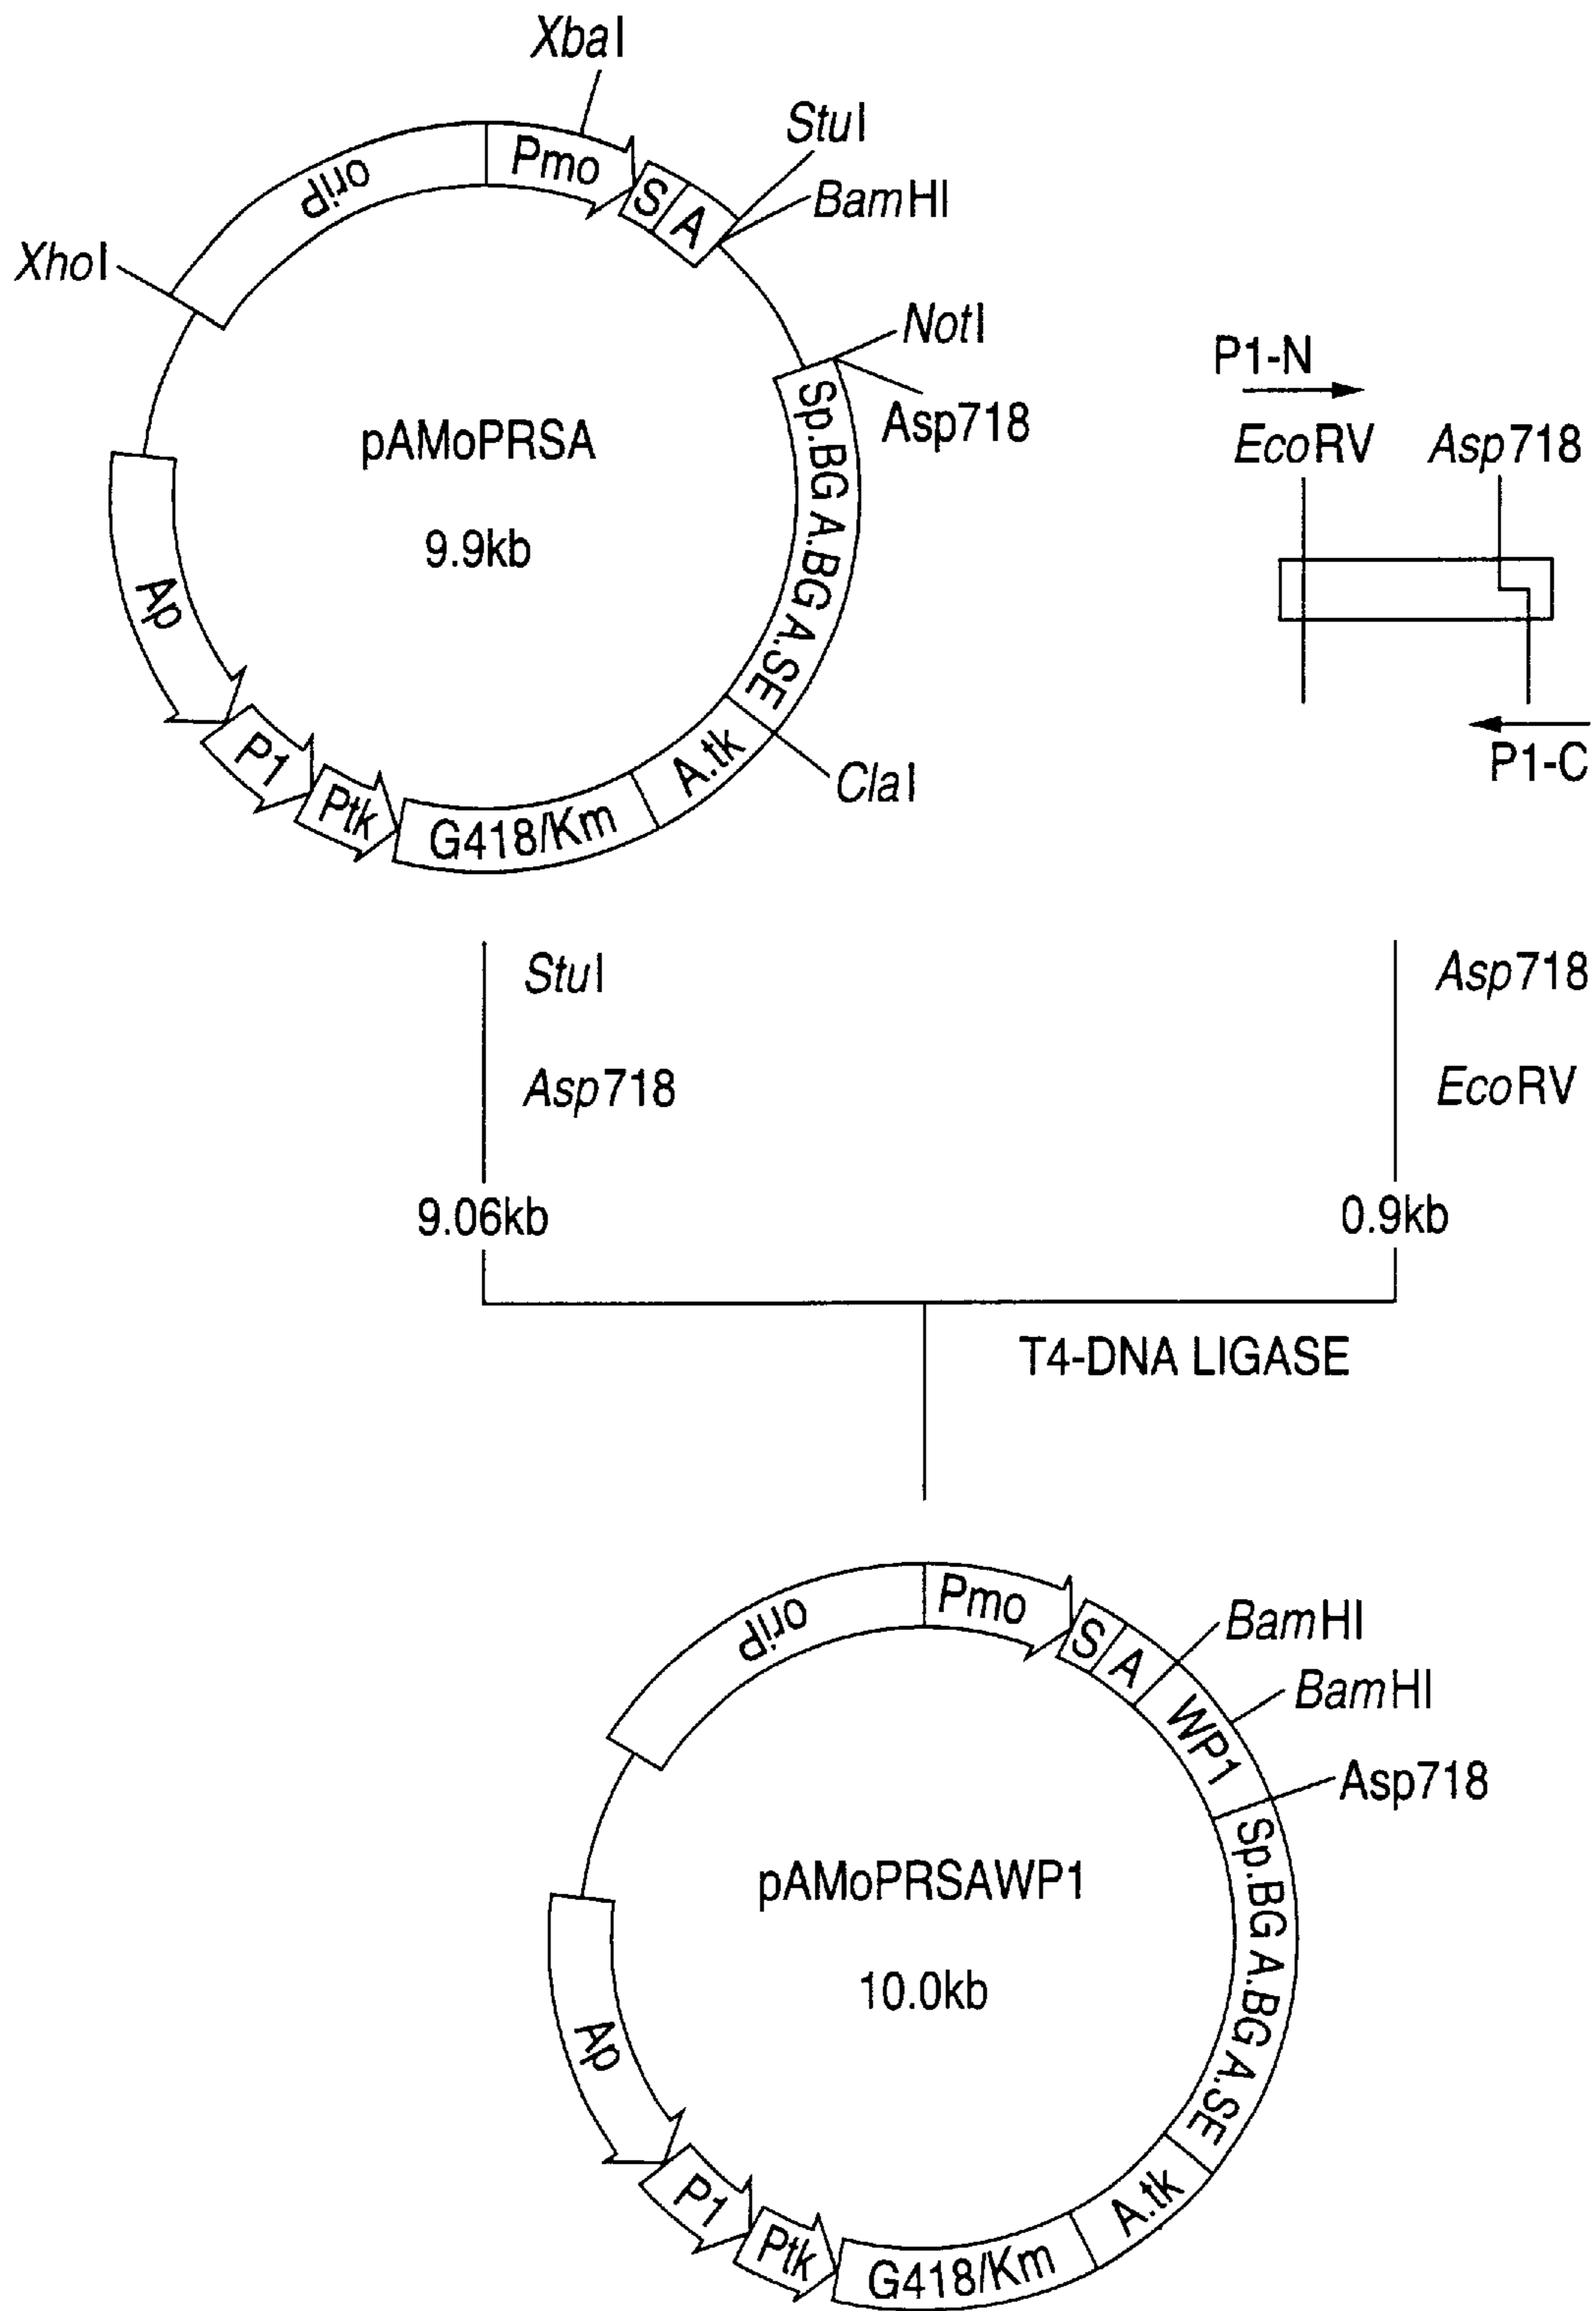 XbaI
StuI
BamHI
XhoI
oriP
Pmo
S
A
NotI
Asp718
pAMoPRSA
9.9kb
Sp.BG A.BG A.SE
Ap
P1
Ptk
G418/Km
A.tk
ClaI
P1-N
EcoRV Asp718
P1-C
StuI
Asp718
9.06kb
Asp718
EcoRV
0.9kb
T4-DNA LIGASE
oriP
Pmo
S
A
BamHI
BamHI
WP1
Asp718
pAMoPRSAWP1
10.0kb
Sp.BG A.BG A.SE
Ap
P1
Ptk
G418/Km
A.tk